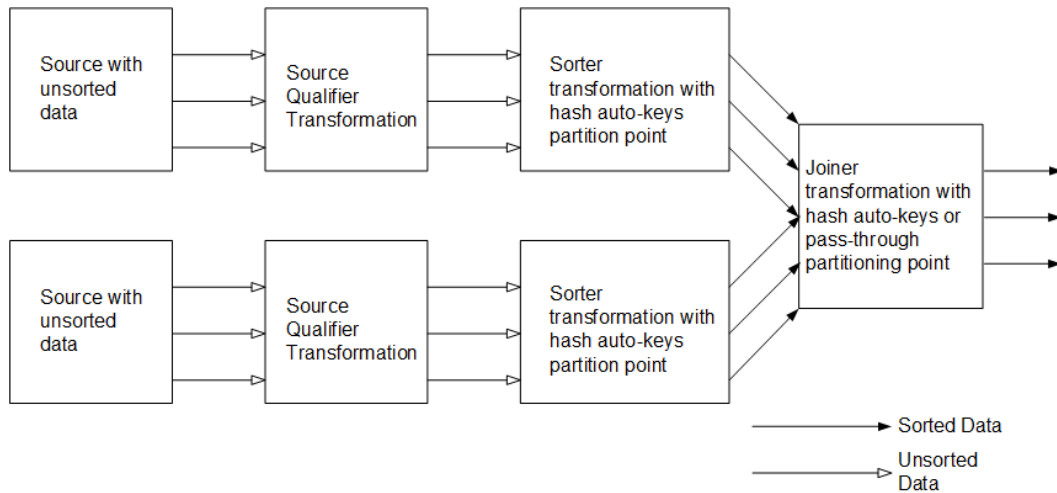 Source with
unsorted
data
Source
Qualifier
Transformation
Sorter
transformation with
hash auto-keys
partition point
Joiner
transformation with
hash auto-keys or
pass-through
partitioning point
Source with
unsorted
data
Source
Qualifier
Transformation
Sorter
transformation with
hash auto-keys
partition point
Sorted Data
Unsorted
Data